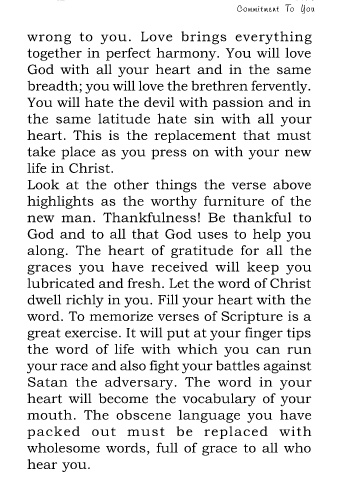 Commitment To You
wrong to you. Love brings everything
together in perfect harmony. You will love
God with all your heart and in the same
breadth; you will love the brethren fervently.
You will hate the devil with passion and in
the same latitude hate sin with all your
heart. This is the replacement that must
take place as you press on with your new
life in Christ.
Look at the other things the verse above
highlights as the worthy furniture of the
new man. Thankfulness! Be thankful to
God and to all that God uses to help you
along. The heart of gratitude for all the
graces you have received will keep you
lubricated and fresh. Let the word of Christ
dwell richly in you. Fill your heart with the
word. To memorize verses of Scripture is a
great exercise. It will put at your finger tips
the word of life with which you can run
your race and also fight your battles against
Satan the adversary. The word in your
heart will become the vocabulary of your
mouth. The obscene language you have
packed out must be replaced with
wholesome words, full of grace to all who
hear you.